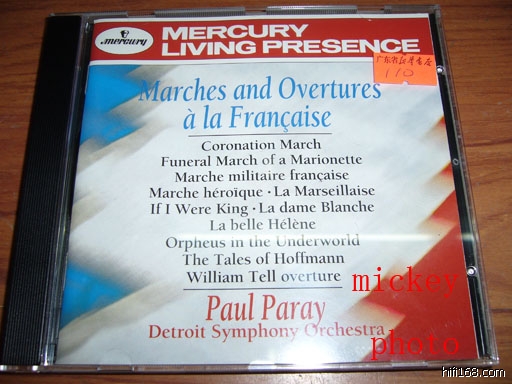 MERCURY
mercury
LIVING PRESENCE
110
Marches and Overtures
à la Française
Coronation March
Funeral March of a Marionette
Marche militaire française
Marche héroïque · La Marseillaise
If I Were King · La dame Blanche
La belle Hélène
Orpheus in the Underworld
The Tales of Hoffmann
William Tell overture
mickey
Paul Paray
Detroit Symphony Orchestra
photo
hifi168.com